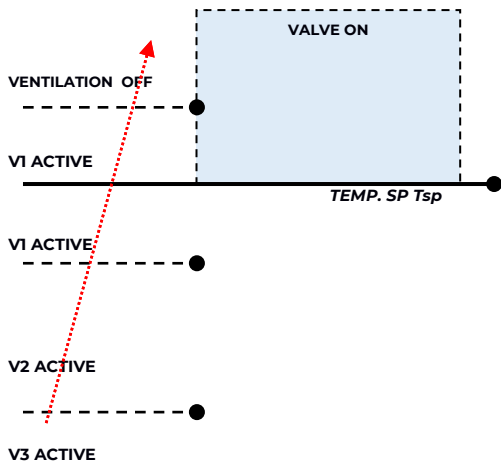 VALVE ON
VENTILATION OFF
V1 ACTIVE
TEMP. SP Tsp
V1 ACTIVE
V2 ACTIVE
V3 ACTIVE